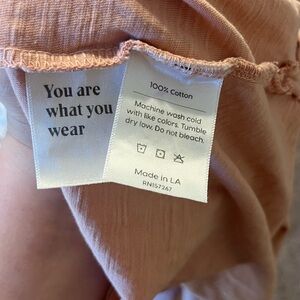 You are
what you
wear
100% Cotton
Machine wash cold
with like colors. Tumble
dry low. Do not bleach.
Made in LA
RN157247